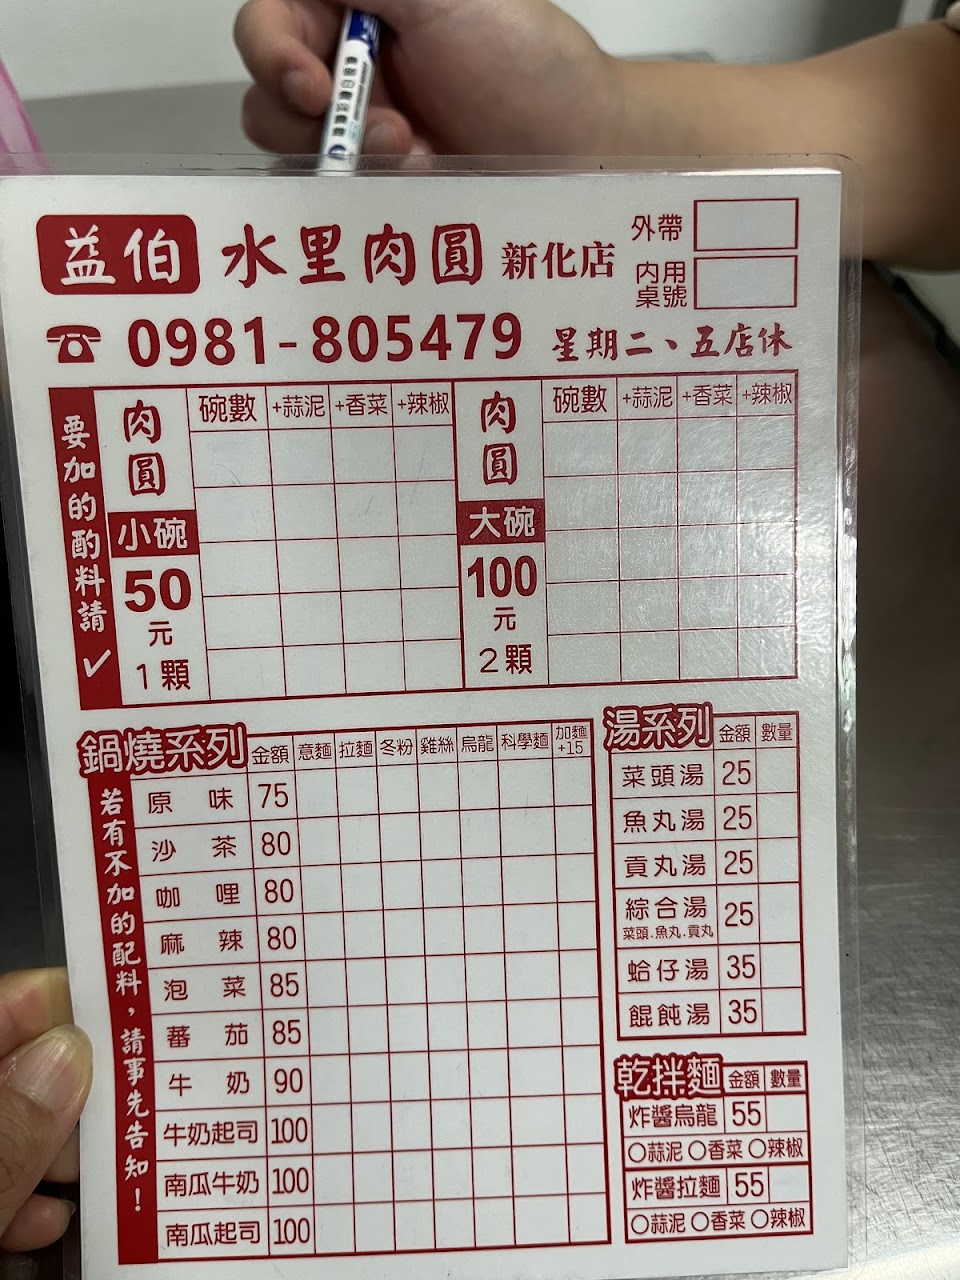 益伯 水里肉圓 新化店
外帶
內用桌號
☎ 0981-805479 星期二、五店休
要加的酌料請✓
肉圓 小碗 50元 1顆
碗數 +蒜泥 +香菜 +辣椒
肉圓 大碗 100元 2顆
碗數 +蒜泥 +香菜 +辣椒
鍋燒系列 金額 意麵 拉麵 冬粉 雞絲 烏龍 科學麵 加麵+15
若有不加的配料，請事先告知！
原味 75
沙茶 80
咖哩 80
麻辣 80
泡菜 85
蕃茄 85
牛奶 90
牛奶起司 100
南瓜牛奶 100
南瓜起司 100
湯系列 金額 數量
菜頭湯 25
魚丸湯 25
貢丸湯 25
綜合湯 25
菜頭.魚丸.貢丸
蛤仔湯 35
餛飩湯 35
乾拌麵 金額 數量
炸醬烏龍 55
○蒜泥 ○香菜 ○辣椒
炸醬拉麵 55
○蒜泥 ○香菜 ○辣椒